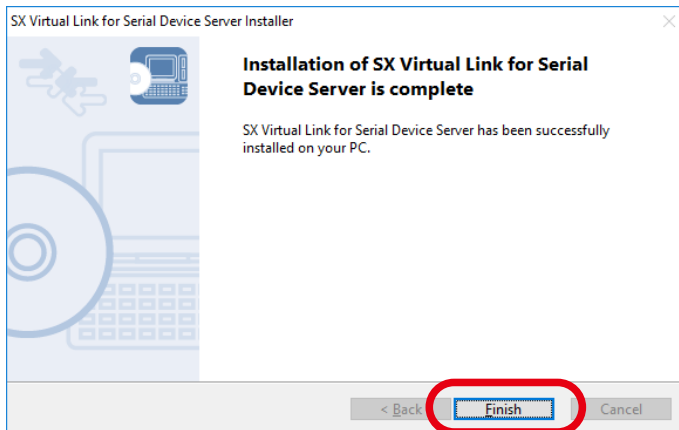 SX Virtual Link for Serial Device Server Installer
Installation of SX Virtual Link for Serial
Device Server is complete
SX Virtual Link for Serial Device Server has been successfully
installed on your PC.
< Back Finish Cancel